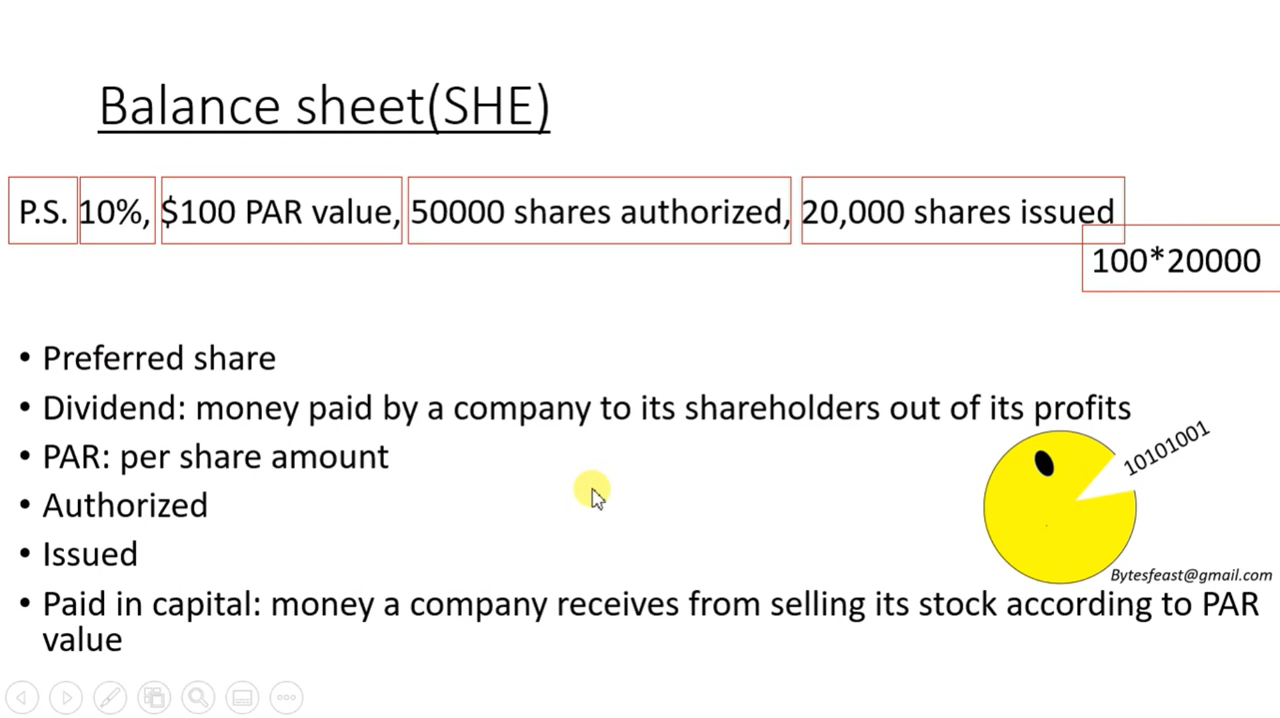 Balance sheet(SHE)
P.S. 10%, $100 PAR value, 50000 shares authorized, 20,000 shares issued
100*20000
• Preferred share
• Dividend: money paid by a company to its shareholders out of its profits
• PAR: per share amount
• Authorized
• Issued
• Paid in capital: money a company receives from selling its stock according to PAR
value
10101001
Bytesfeast@gmail.com